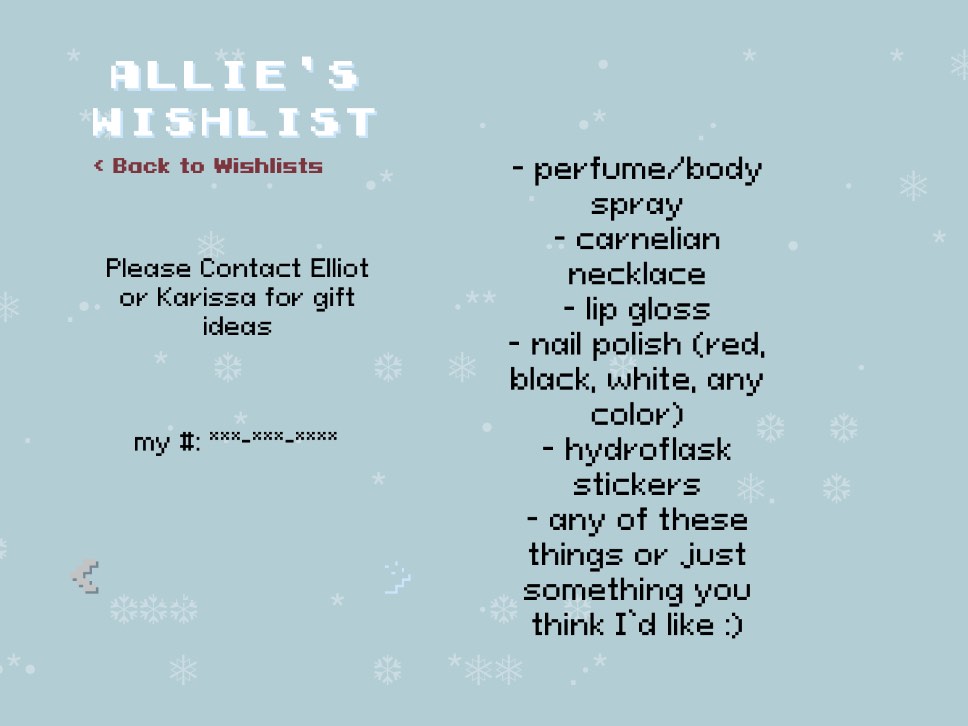 ALLIE'S
WISHLIST
< Back to Wishlists
Please Contact Elliot
or Karissa for gift
ideas
my #: ***-***-****
- perfume/body
spray
- carnelian
necklace
- lip gloss
- nail polish (red,
black, white, any
color)
- hydroflask
stickers
- any of these
things or just
something you
think I`d like :)